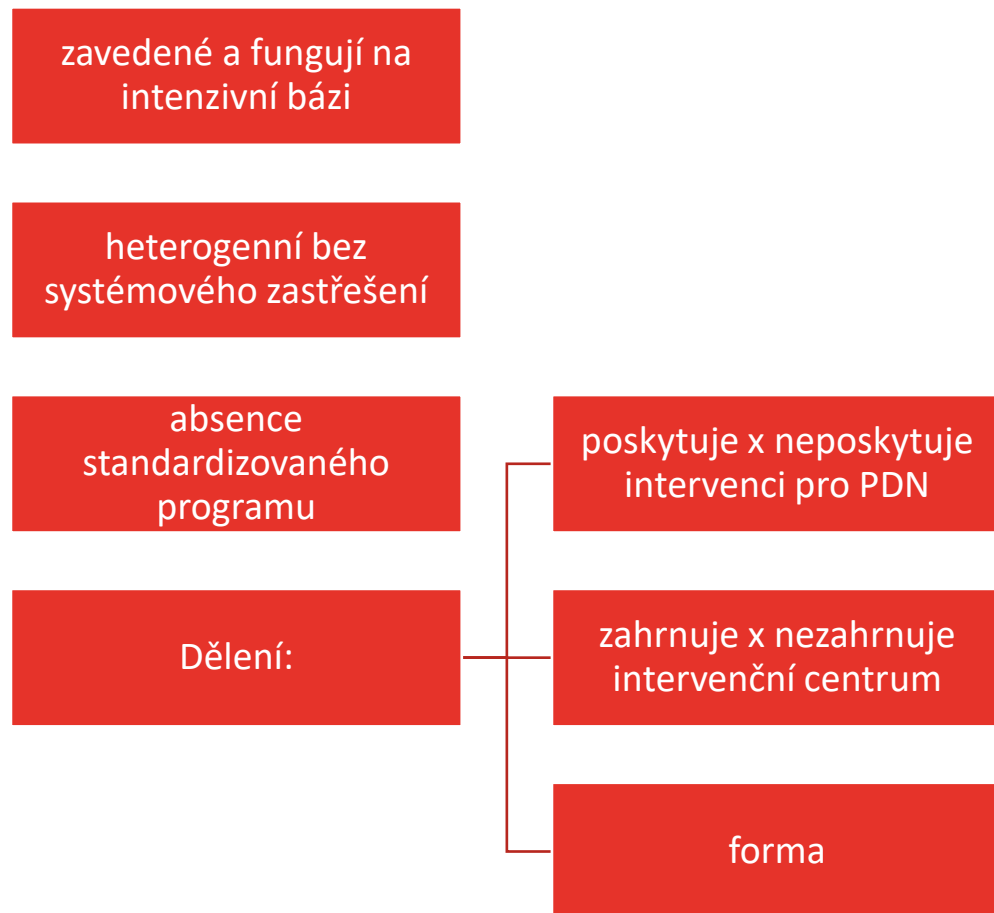 zavedené a fungují na
intenzivní bázi
heterogenní bez
systémového zastřešení
absence
standardizovaného
programu
Dělení:
poskytuje x neposkytuje
intervenci pro PDN
zahrnuje x nezahrnuje
intervenční centrum
forma